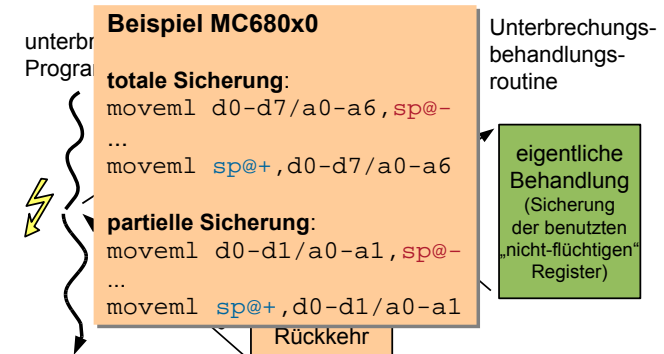 unterbr
Progra
Beispiel MC680x0
totale Sicherung:
moveml d0-d7/a0-a6,sp@-
...
moveml sp@+,d0-d7/a0-a6
partielle Sicherung:
moveml d0-d1/a0-a1,sp@-
...
moveml sp@+,d0-d1/a0-a1
Rückkehr
Unterbrechungs-
behandlungs-
routine
eigentliche
Behandlung
(Sicherung
der benutzten
„nicht-flüchtigen“
Register)